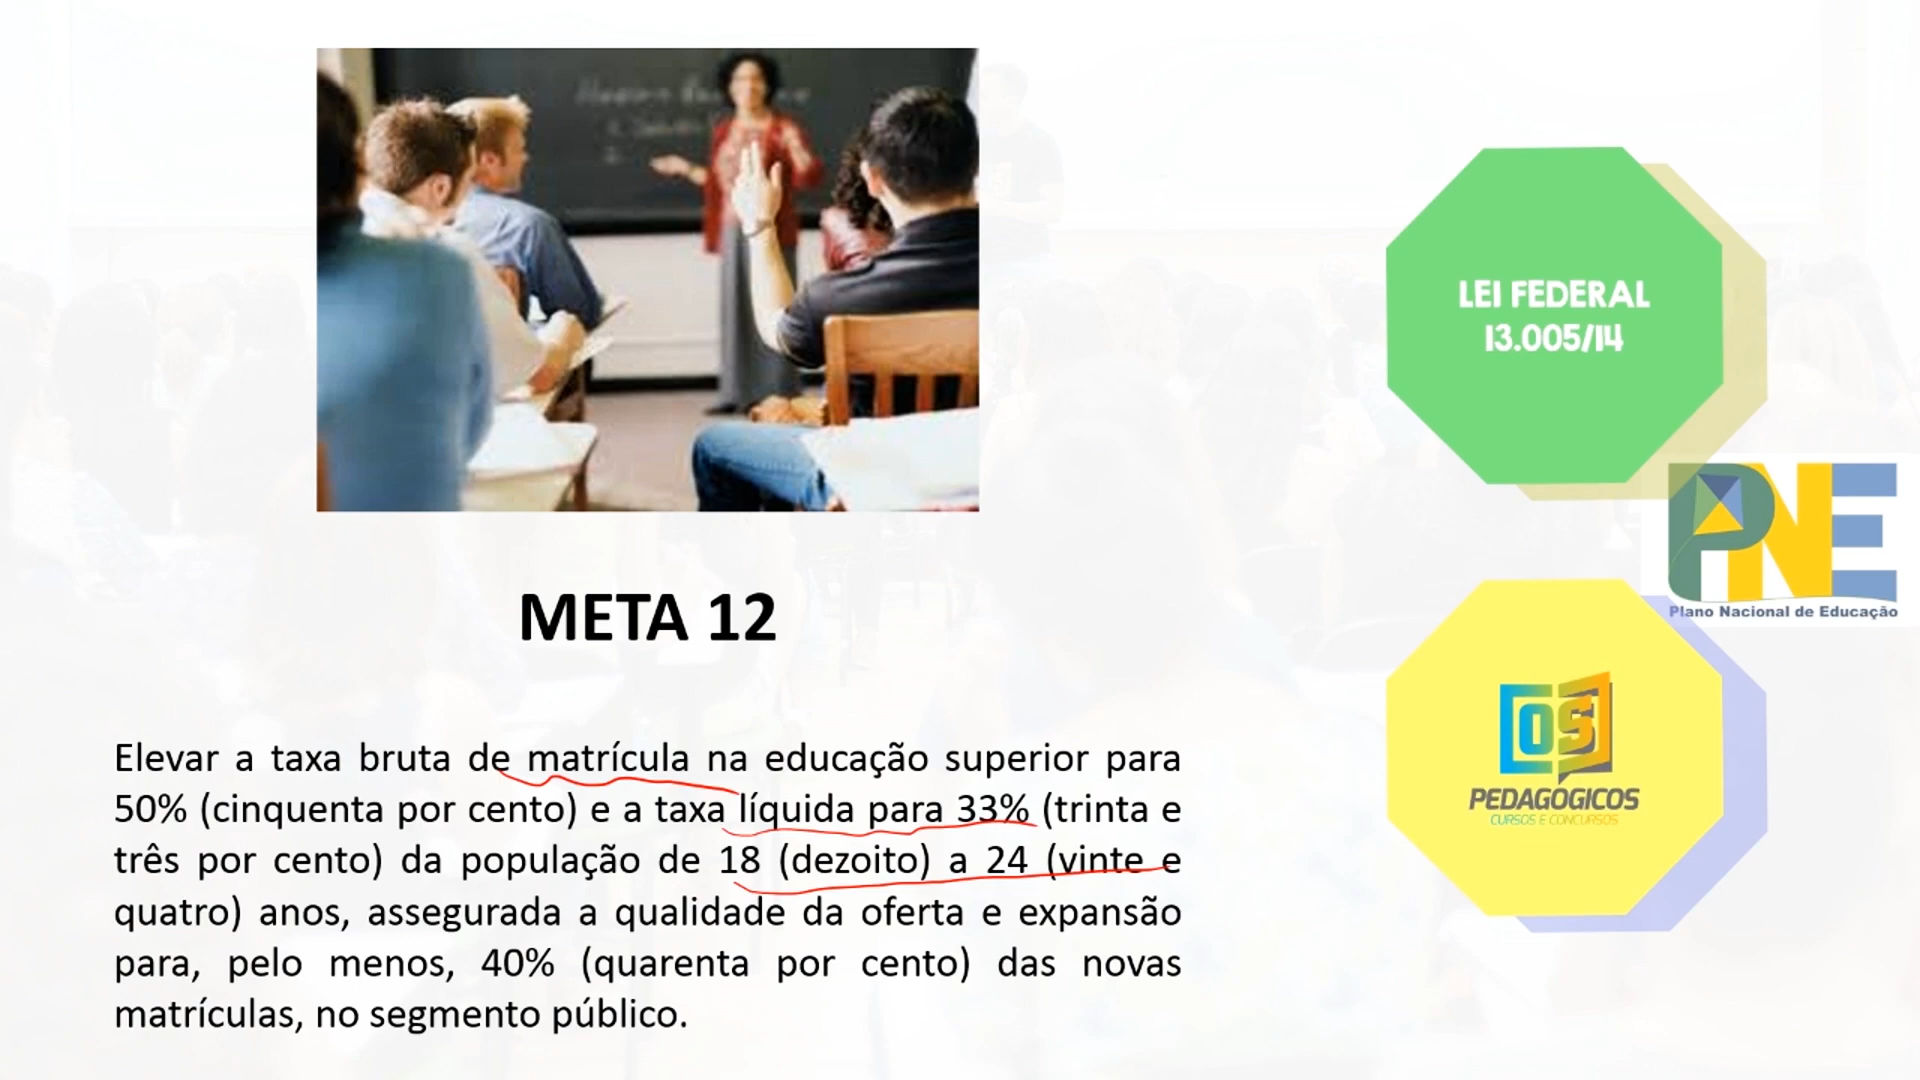 LEI FEDERAL
13.005/14
PNE
Plano Nacional de Educação
META 12
Elevar a taxa bruta de matrícula na educação superior para
50% (cinquenta por cento) e a taxa líquida para 33% (trinta e
três por cento) da população de 18 (dezoito) a 24 (vinte e
quatro) anos, assegurada a qualidade da oferta e expansão
para, pelo menos, 40% (quarenta por cento) das novas
matrículas, no segmento público.
OS
PEDAGÓGICOS
CURSOS E CONCURSOS